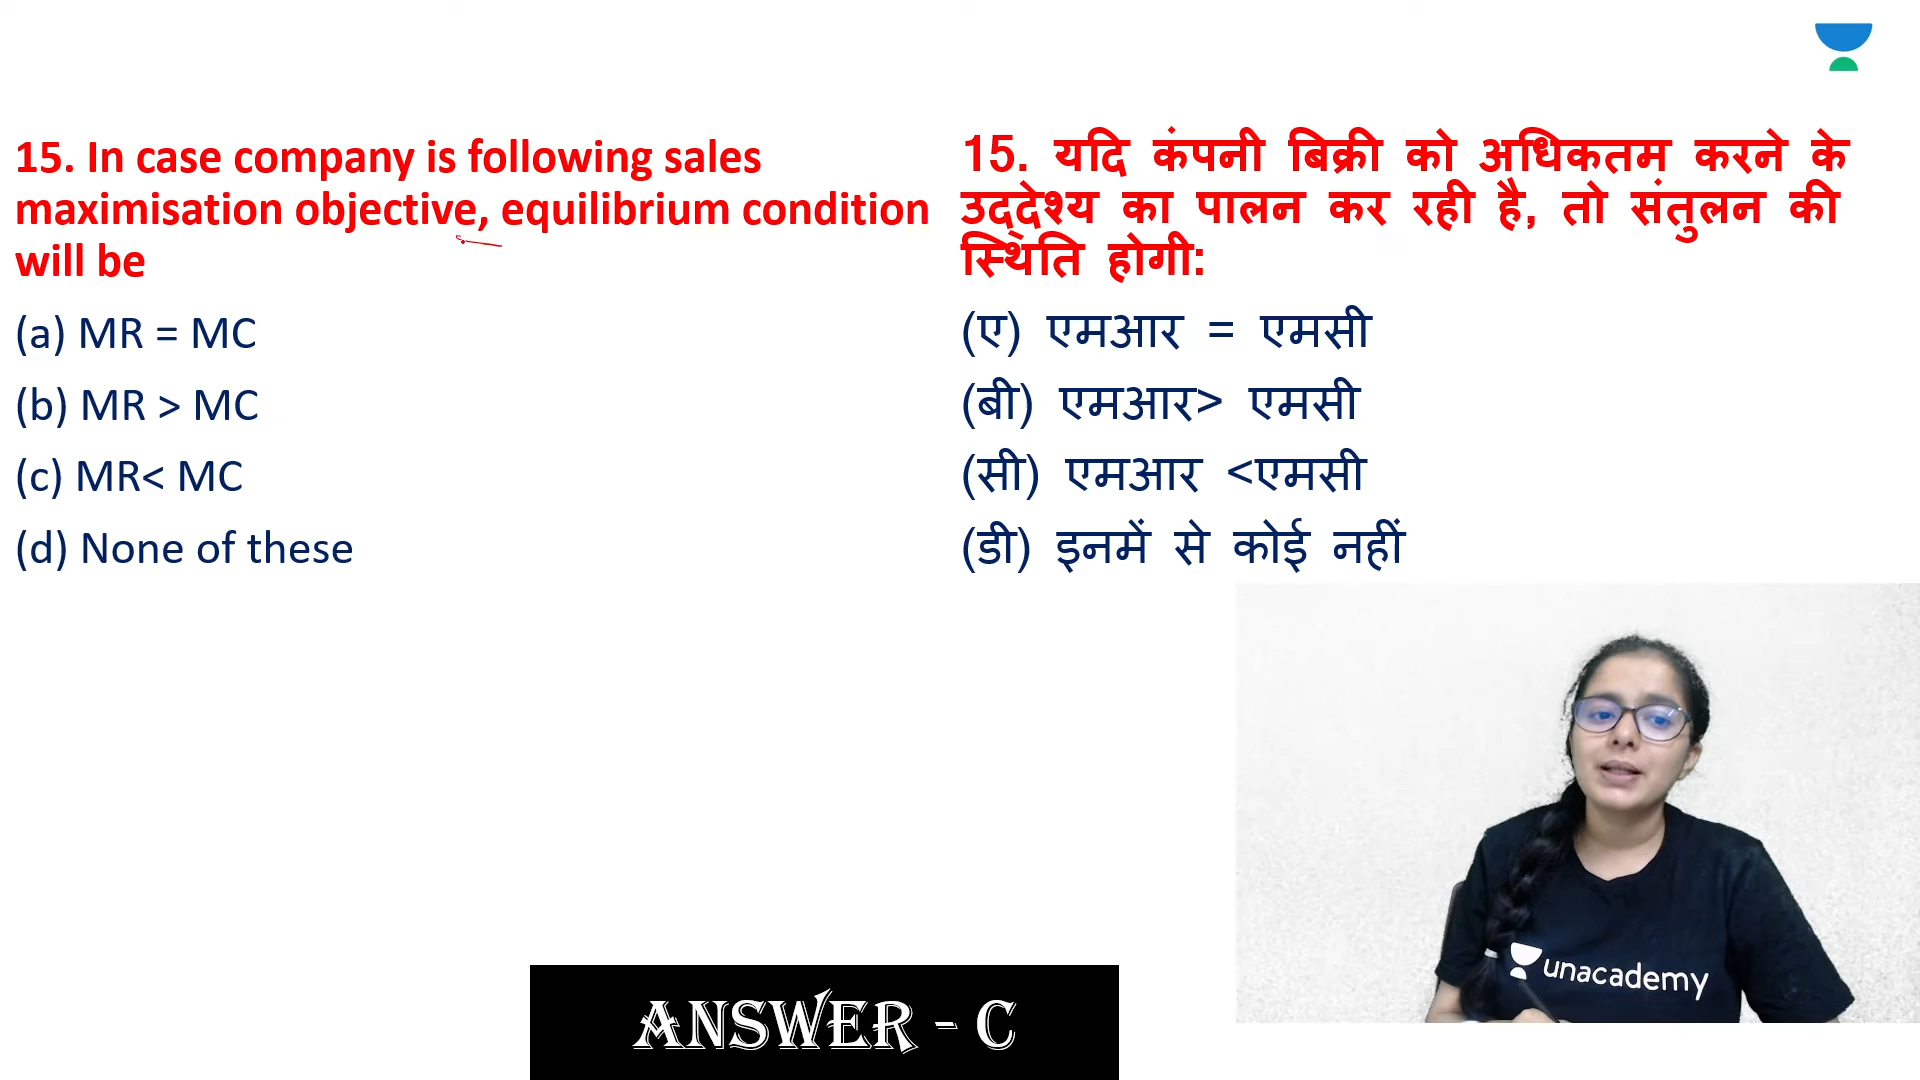 15. In case company is following sales
maximisation objective, equilibrium condition
will be
(a) MR = MC
(b) MR > MC
(c) MR< MC
(d) None of these
15. यदि कंपनी बिक्री को अधिकतम करने के
उद्देश्य का पालन कर रही है, तो संतुलन की
स्थिति होगी:
(ए) एमआर = एमसी
(बी) एमआर> एमसी
(सी) एमआर <एमसी
(डी) इनमें से कोई नहीं
unacademy
ANSWER - C